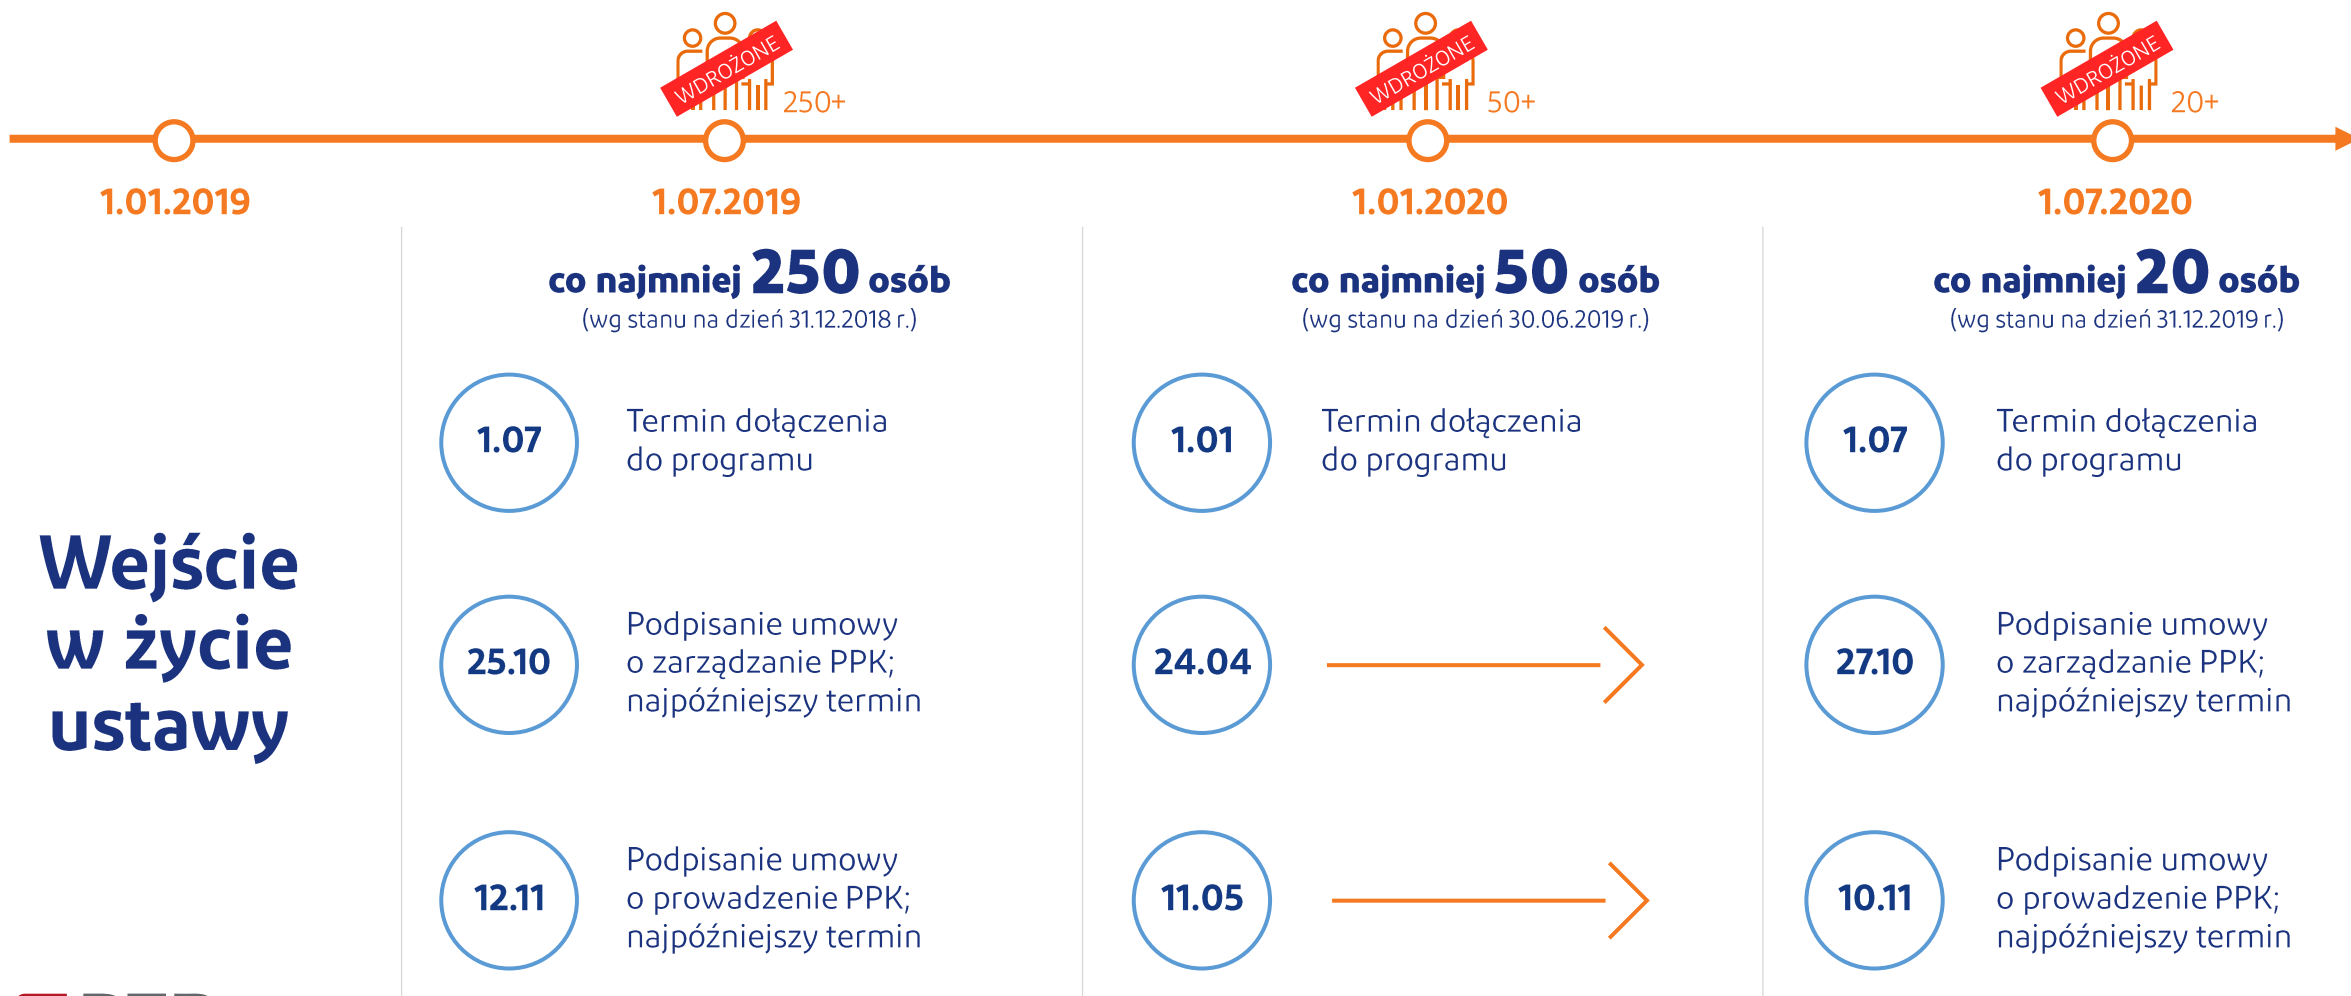 WDROŻONE
250+
WDROŻONE
50+
WDROŻONE
20+
1.01.2019
1.07.2019
1.01.2020
1.07.2020
Wejście
w życie
ustawy
co najmniej 250 osób
(wg stanu na dzień 31.12.2018 r.)
1.07
Termin dołączenia
do programu
25.10
Podpisanie umowy
o zarządzanie PPK;
najpóźniejszy termin
12.11
Podpisanie umowy
o prowadzenie PPK;
najpóźniejszy termin
co najmniej 50 osób
(wg stanu na dzień 30.06.2019 r.)
1.01
Termin dołączenia
do programu
24.04
11.05
co najmniej 20 osób
(wg stanu na dzień 31.12.2019 r.)
1.07
Termin dołączenia
do programu
27.10
Podpisanie umowy
o zarządzanie PPK;
najpóźniejszy termin
10.11
Podpisanie umowy
o prowadzenie PPK;
najpóźniejszy termin